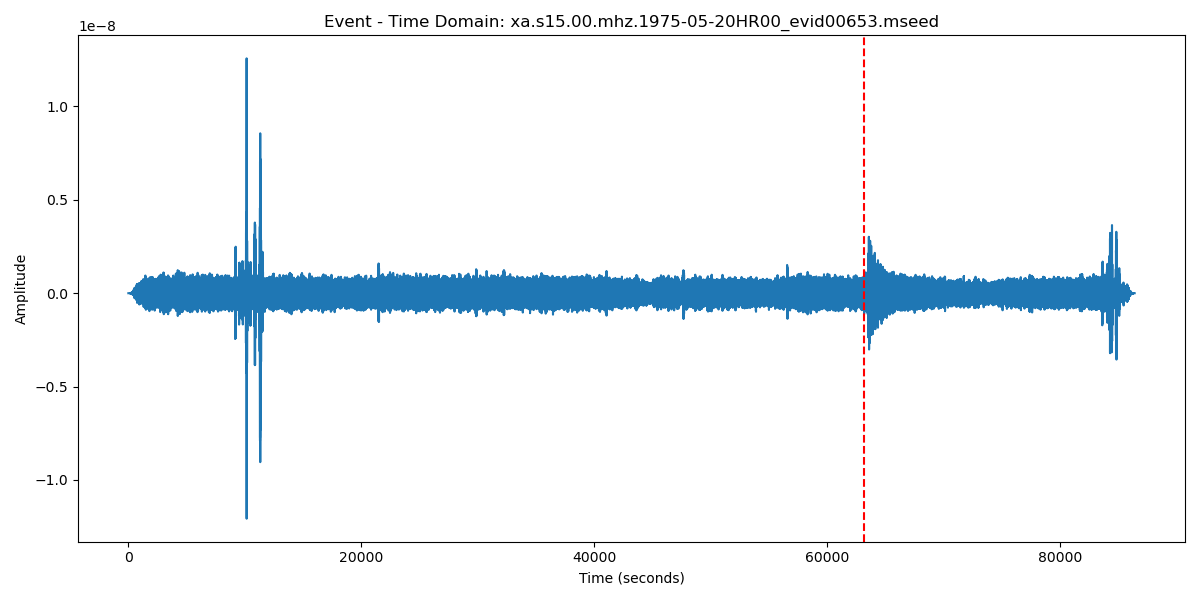 Event - Time Domain: xa.s15.00.mhz.1975-05-20HR00_evid00653.mseed
1e−8
1.0
0.5
0.0
−0.5
−1.0
Amplitude
0
20000
40000
60000
80000
Time (seconds)